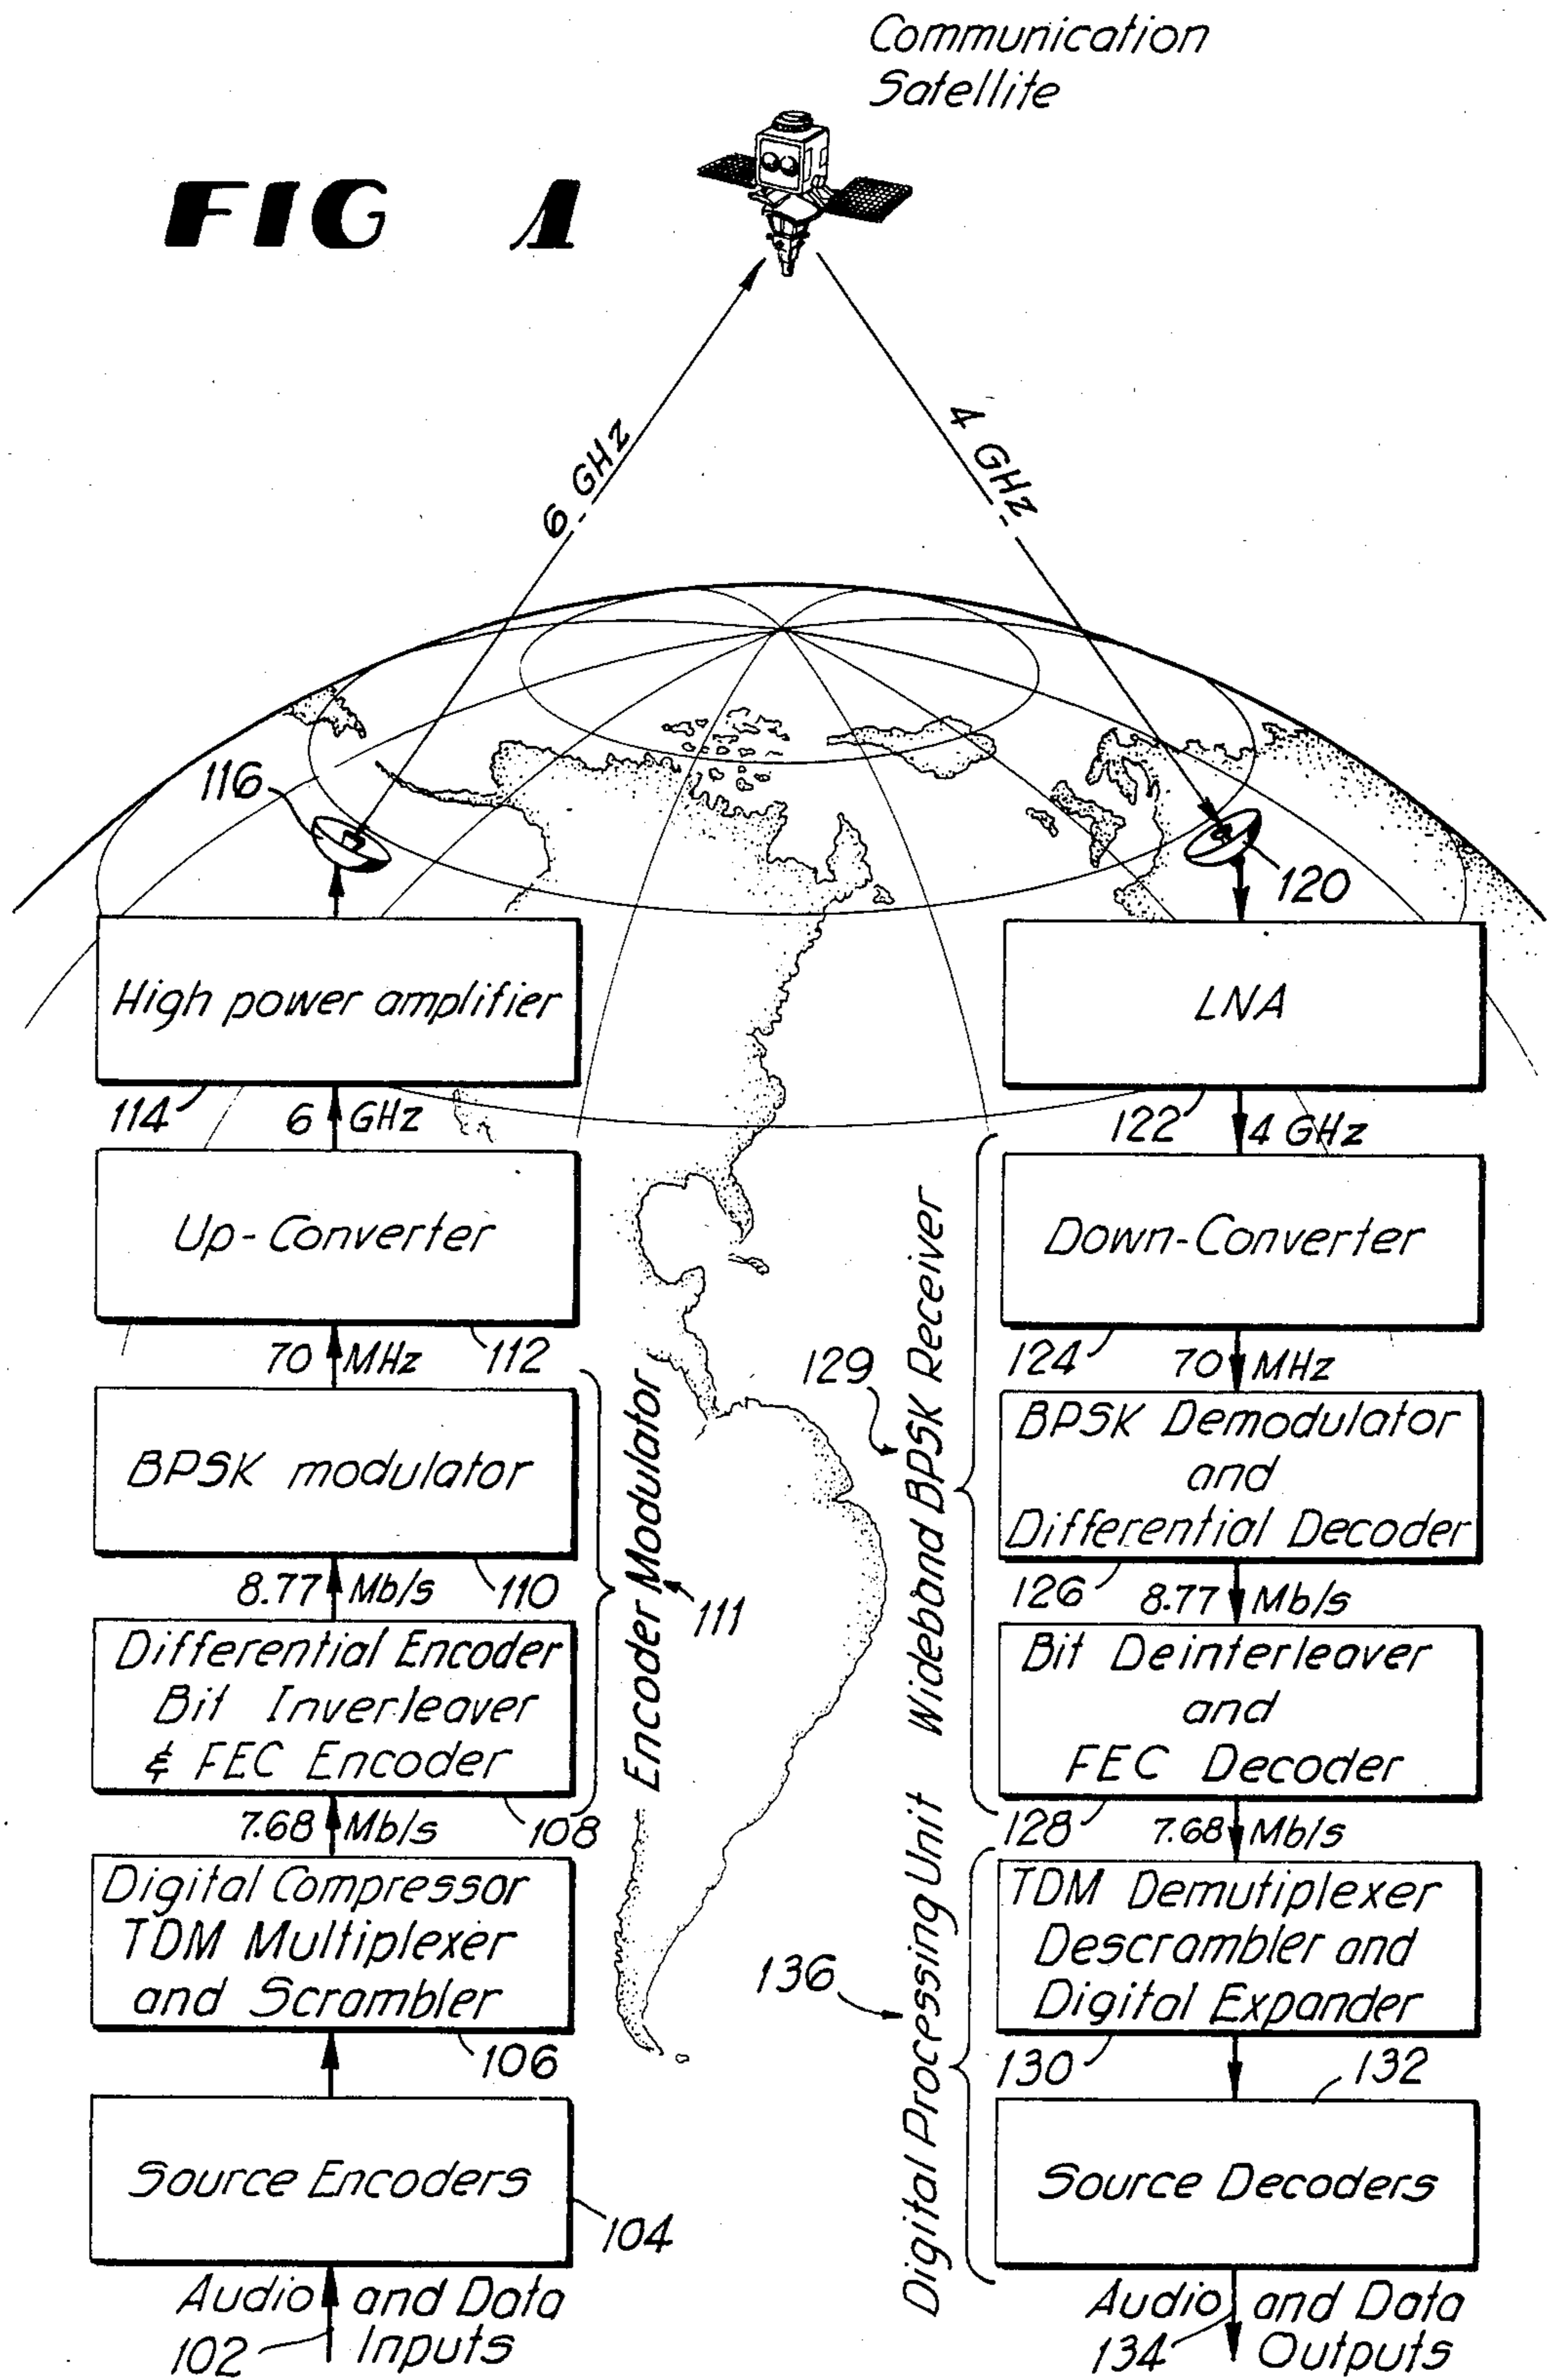 Communication
Satellite
FIG 1
6 GHz
4 GHz
116
120
High power amplifier
114
6 GHz
Up-Converter
112
70 MHz
BPSK modulator
110
8.77 Mb/s
Differential Encoder
Bit Inverleaver
& FEC Encoder
108
7.68 Mb/s
Digital Compressor
TDM Multiplexer
and Scrambler
106
Source Encoders
104
Audio and Data
Inputs
102
Encoder Modulator
111
LNA
122
4 GHz
Down-Converter
124
70 MHz
BPSK Demodulator
and
Differential Decoder
126
8.77 Mb/s
Bit Deinterleaver
and
FEC Decoder
128
7.68 Mb/s
TDM Demutiplexer
Descrambler and
Digital Expander
130
132
Source Decoders
Audio and Data
Outputs
134
129
Wideband BPSK Receiver
136
Digital Processing Unit